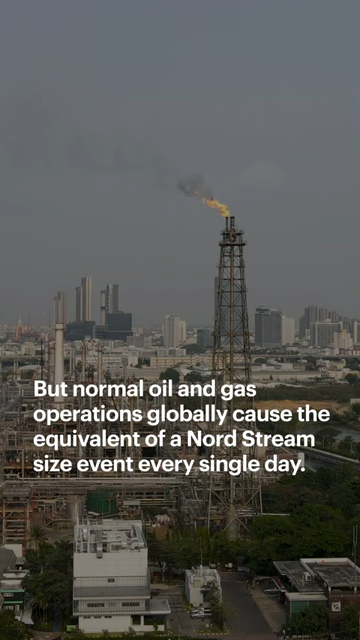 But normal oil and gas
operations globally cause the
equivalent of a Nord Stream
size event every single day.